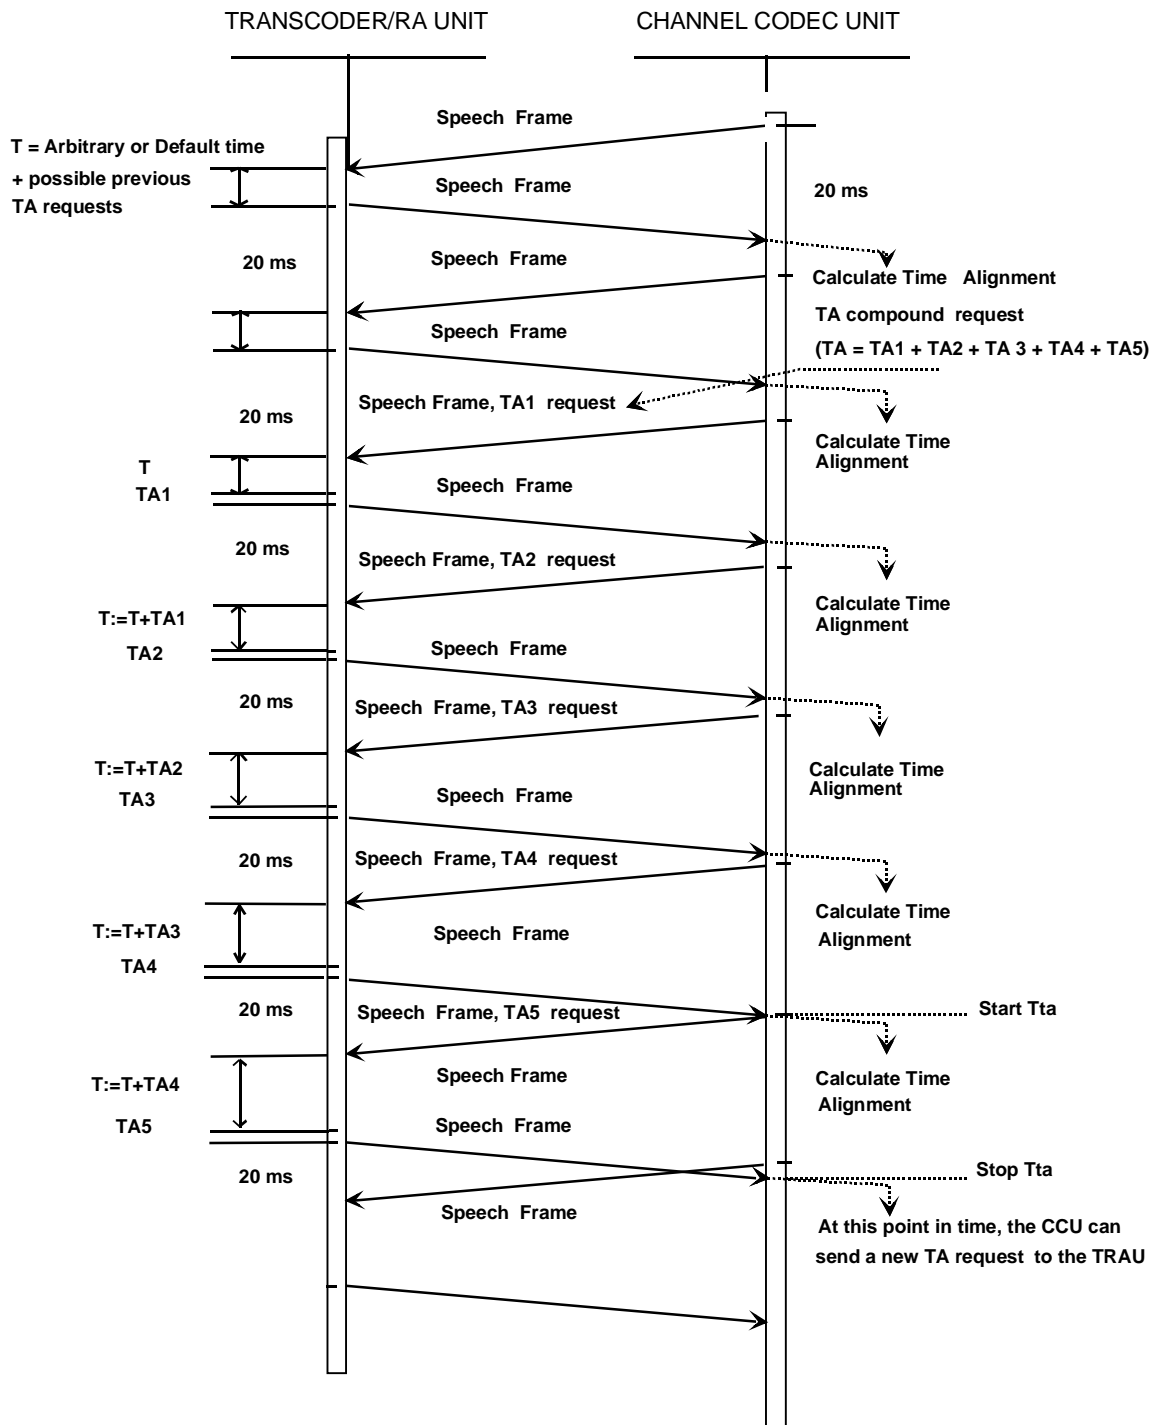 TRANSCODER/RA UNIT
CHANNEL CODEC UNIT
Speech Frame
T = Arbitrary or Default time
+ possible previous
TA requests
Speech Frame
20 ms
20 ms
Speech Frame
Calculate Time Alignment
TA compound request
(TA = TA1 + TA2 + TA 3 + TA4 + TA5)
Speech Frame
Speech Frame, TA1 request
20 ms
Calculate Time
Alignment
T
TA1
Speech Frame
20 ms
Speech Frame, TA2 request
Calculate Time
Alignment
T:=T+TA1
TA2
Speech Frame
20 ms
Speech Frame, TA3 request
T:=T+TA2
TA3
Calculate Time
Alignment
Speech Frame
20 ms
Speech Frame, TA4 request
Calculate Time
Alignment
T:=T+TA3
TA4
Speech Frame
20 ms
Speech Frame, TA5 request
Start Tta
T:=T+TA4
TA5
Speech Frame
Calculate Time
Alignment
Speech Frame
20 ms
Stop Tta
Speech Frame
At this point in time, the CCU can
send a new TA request to the TRAU